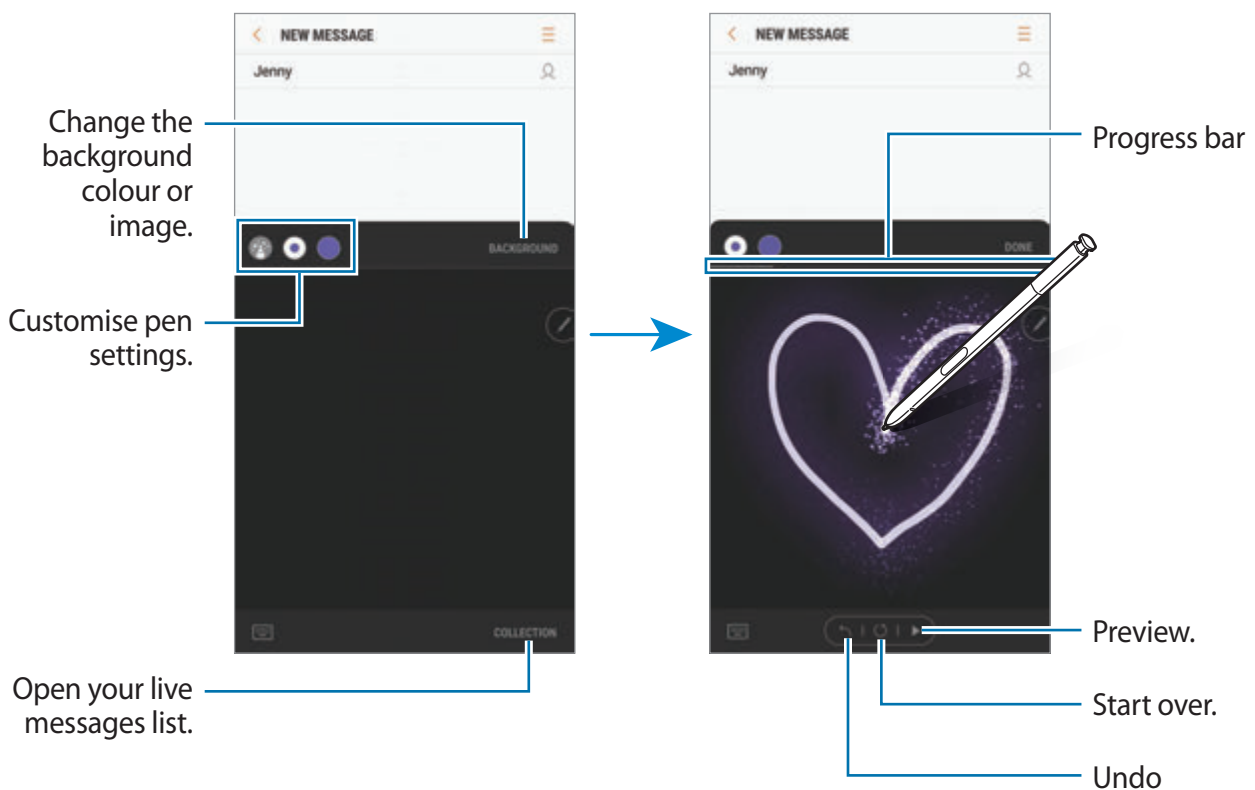 NEW MESSAGE
Jenny
Change the
background
colour or
image.
BACKGROUND
Customise pen
settings.
COLLECTION
Open your live
messages list.
NEW MESSAGE
Jenny
Progress bar
DONE
Preview.
Start over.
Undo